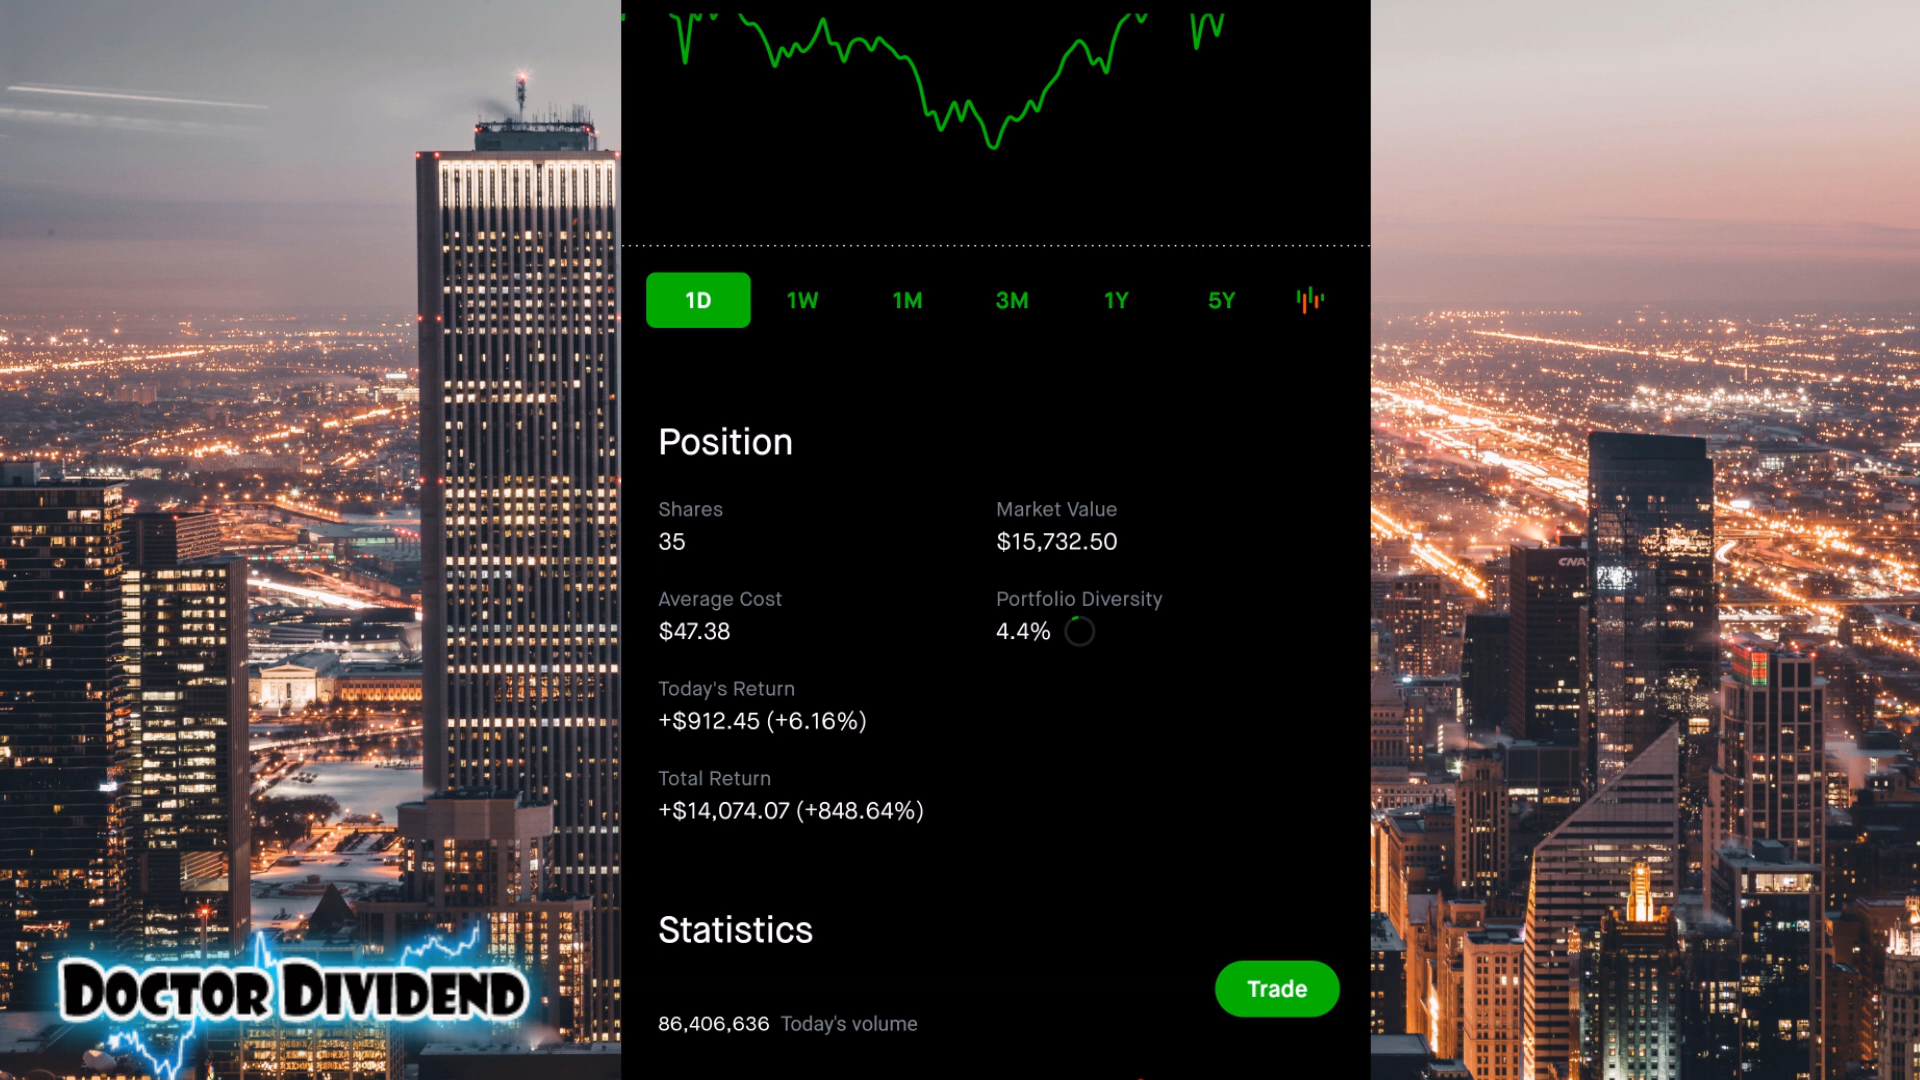 1D 1W 1M 3M 1Y 5Y
Position
Shares Market Value
35 $15,732.50
Average Cost Portfolio Diversity
$47.38 4.4%
Today's Return
+$912.45 (+6.16%)
Total Return
+$14,074.07 (+848.64%)
Statistics
Trade
86,406,636 Today's volume
DOCTOR DIVIDEND
CNA